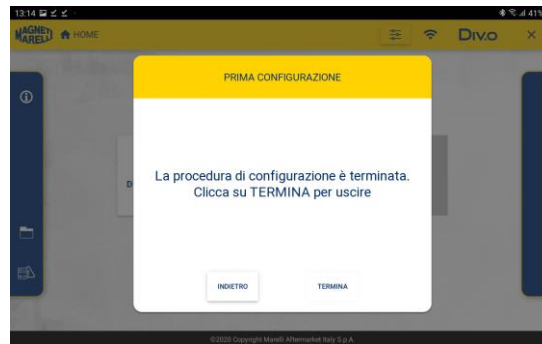 13:14
41%
MAGNETI
MARELLI
HOME
DIV.O
PRIMA CONFIGURAZIONE
D
La procedura di configurazione è terminata.
Clicca su TERMINA per uscire
INDIETRO
TERMINA
©2020 Copyright Marelli Aftermarket Italy S.p.A.